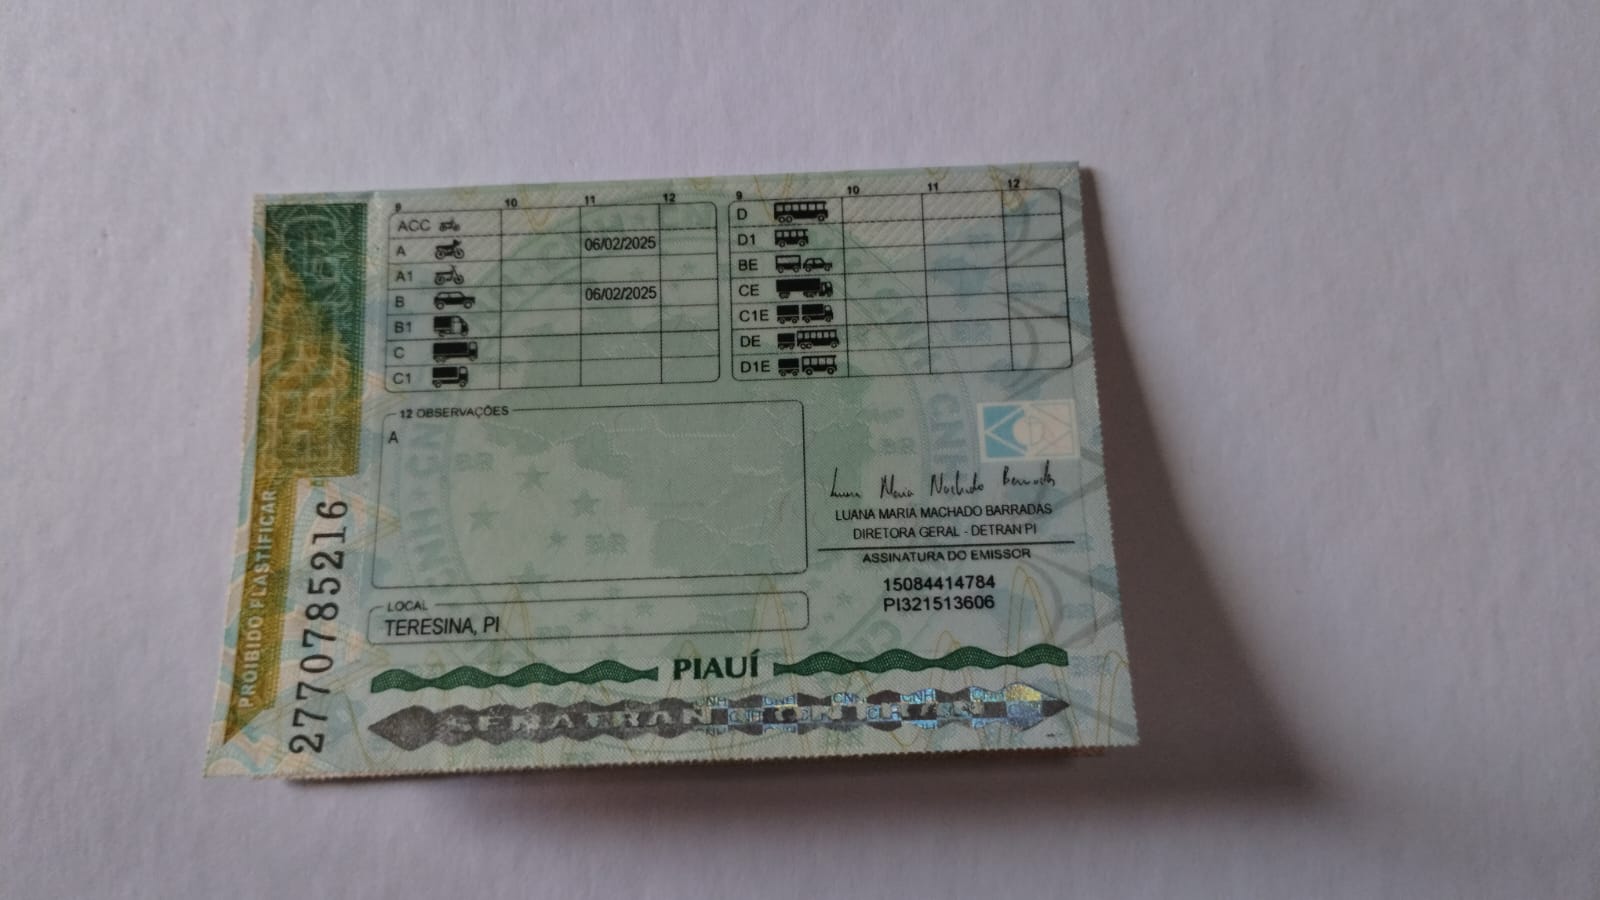 9 10 11 12
ACC
A 06/02/2025
A1
B 06/02/2025
B1
C
C1
9 10 11 12
D
D1
BE
CE
C1E
DE
D1E
12 OBSERVAÇÕES
A
LOCAL
TERESINA, PI
Luana Maria Machado Barradas
LUANA MARIA MACHADO BARRADAS
DIRETORA GERAL - DETRAN PI
ASSINATURA DO EMISSOR
15084414784
PI321513606
PIAUÍ
SENATRAN
PROIBIDO PLASTIFICAR
2770785216